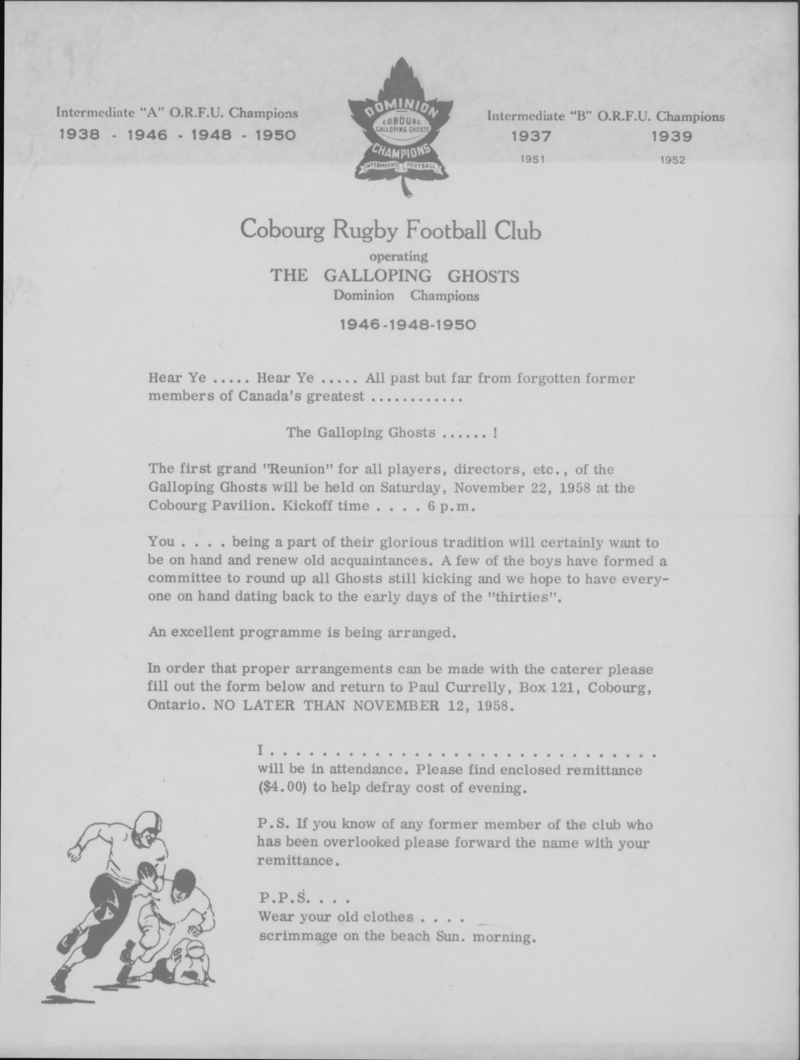 Intermediate "A" O.R.F.U. Champions
1938 - 1946 - 1948 - 1950
DOMINION
COBOURG
GALLOPING GHOSTS
CHAMPIONS
INTERMEDIATE FOOTBALL
Intermediate "B" O.R.F.U. Champions
1937 1939
1951 1952
Cobourg Rugby Football Club
operating
THE GALLOPING GHOSTS
Dominion Champions
1946-1948-1950
Hear Ye ..... Hear Ye ..... All past but far from forgotten former
members of Canada's greatest ............
The Galloping Ghosts ...... !
The first grand "Reunion" for all players, directors, etc., of the
Galloping Ghosts will be held on Saturday, November 22, 1958 at the
Cobourg Pavilion. Kickoff time . . . . 6 p.m.
You . . . . being a part of their glorious tradition will certainly want to
be on hand and renew old acquaintances. A few of the boys have formed a
committee to round up all Ghosts still kicking and we hope to have every-
one on hand dating back to the early days of the "thirties".
An excellent programme is being arranged.
In order that proper arrangements can be made with the caterer please
fill out the form below and return to Paul Currelly, Box 121, Cobourg,
Ontario. NO LATER THAN NOVEMBER 12, 1958.
I . . . . . . . . . . . . . . . . . . . . . . . . . . . . . .
will be in attendance. Please find enclosed remittance
($4.00) to help defray cost of evening.
P.S. If you know of any former member of the club who
has been overlooked please forward the name with your
remittance.
P.P.S. . . .
Wear your old clothes . . . .
scrimmage on the beach Sun. morning.